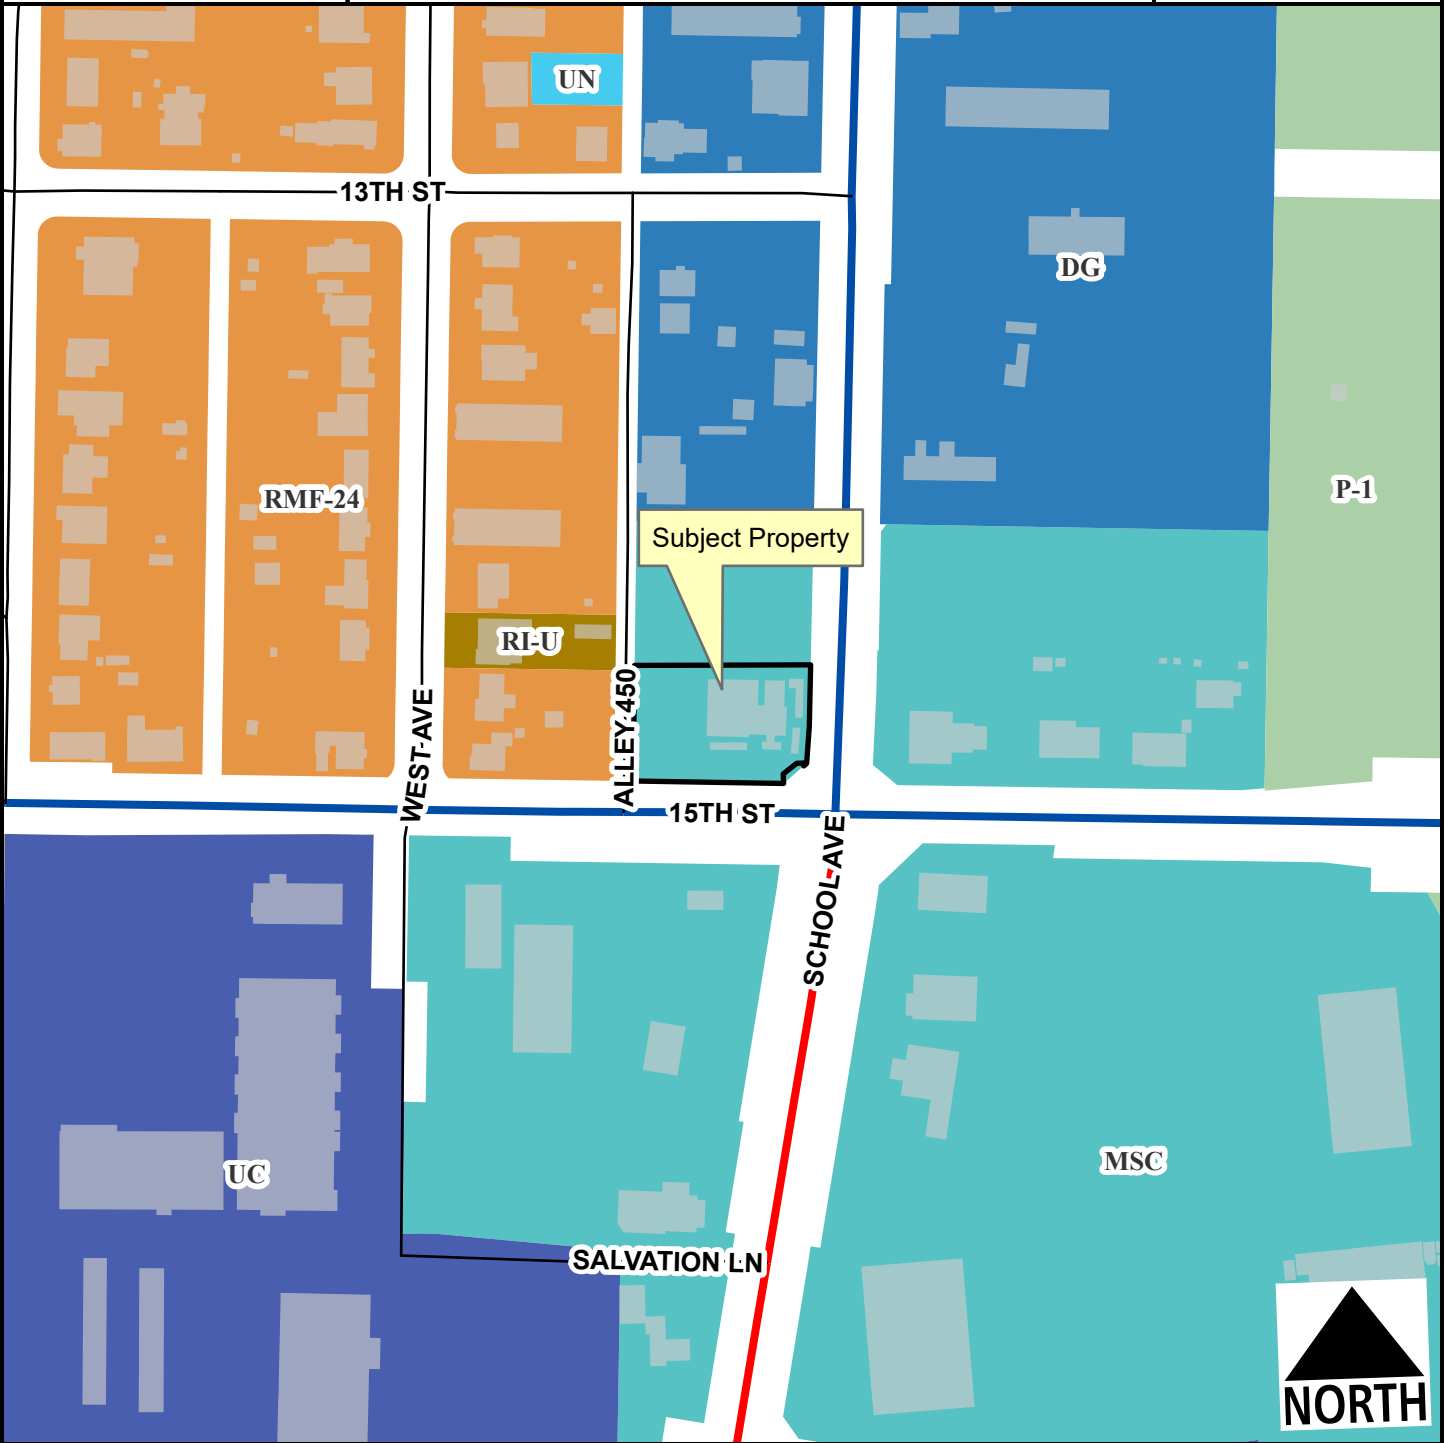 UN
13TH ST
DG
RMF-24
P-1
Subject Property
RI-U
ALLEY 450
WEST AVE
15TH ST
SCHOOL AVE
UC
MSC
SALVATION LN
NORTH